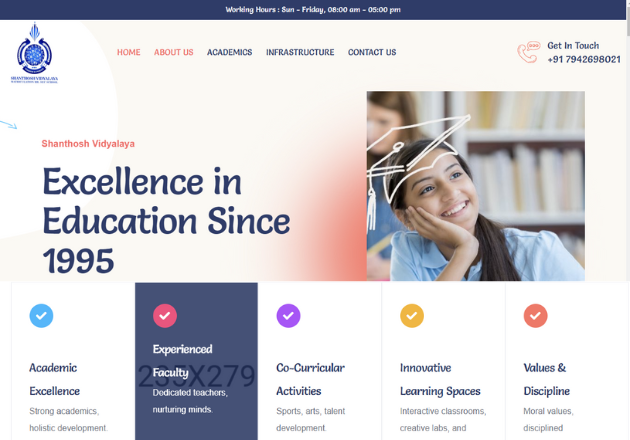 Working Hours : Sun - Friday, 08:00 am - 05:00 pm
SHANTHOSH VIDYALAYA
HOME ABOUT US ACADEMICS INFRASTRUCTURE CONTACT US
Get In Touch
+91 7942698021
Shanthosh Vidyalaya
Excellence in
Education Since
1995
Academic
Excellence
Strong academics,
holistic development
235X279
Experienced
Faculty
Dedicated teachers,
nurturing minds.
Co-Curricular
Activities
Sports, arts, talent
development.
Innovative
Learning Spaces
Interactive classrooms,
creative labs, and
Values &
Discipline
Moral values,
disciplined